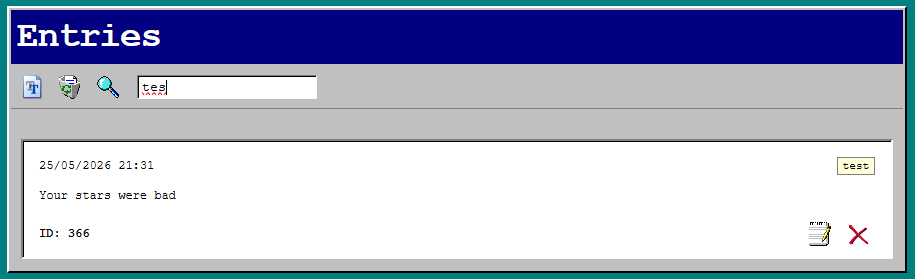 Entries
tes
25/05/2026 21:31
test
Your stars were bad
ID: 366